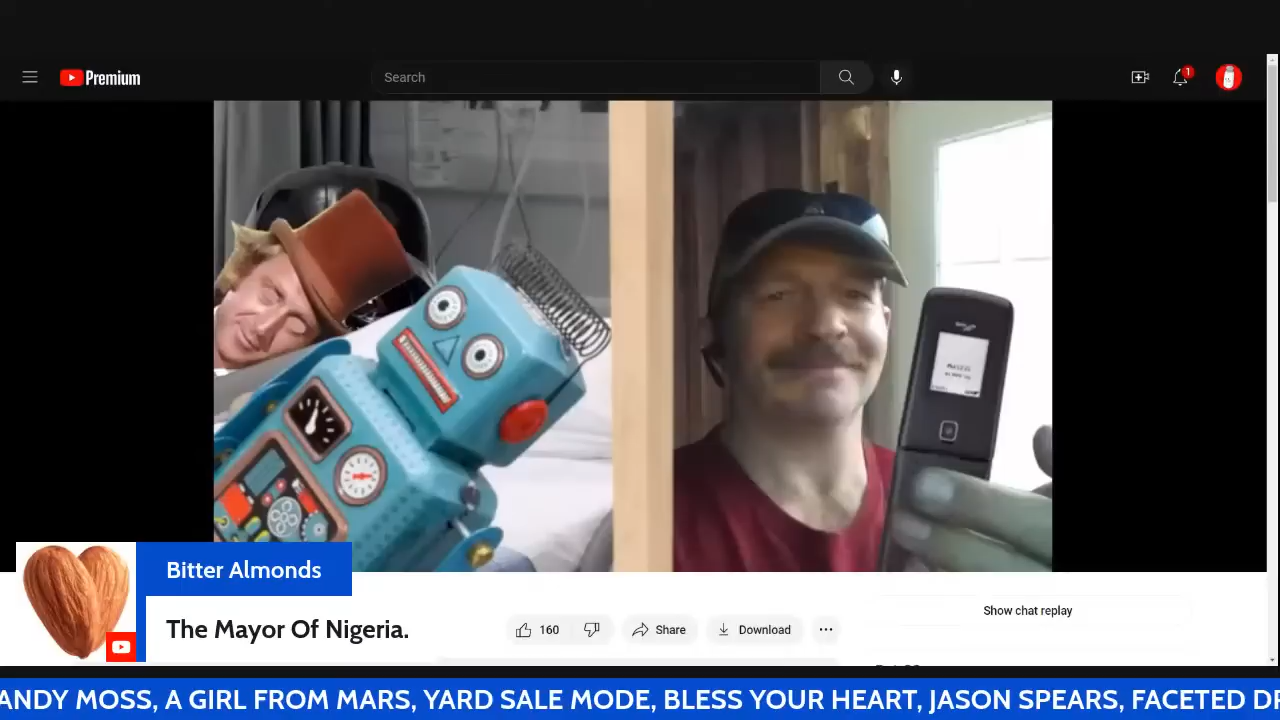 Premium
Search
1
Bitter Almonds
The Mayor Of Nigeria.
160
Share
Download
Show chat replay
ANDY MOSS, A GIRL FROM MARS, YARD SALE MODE, BLESS YOUR HEART, JASON SPEARS, FACETED